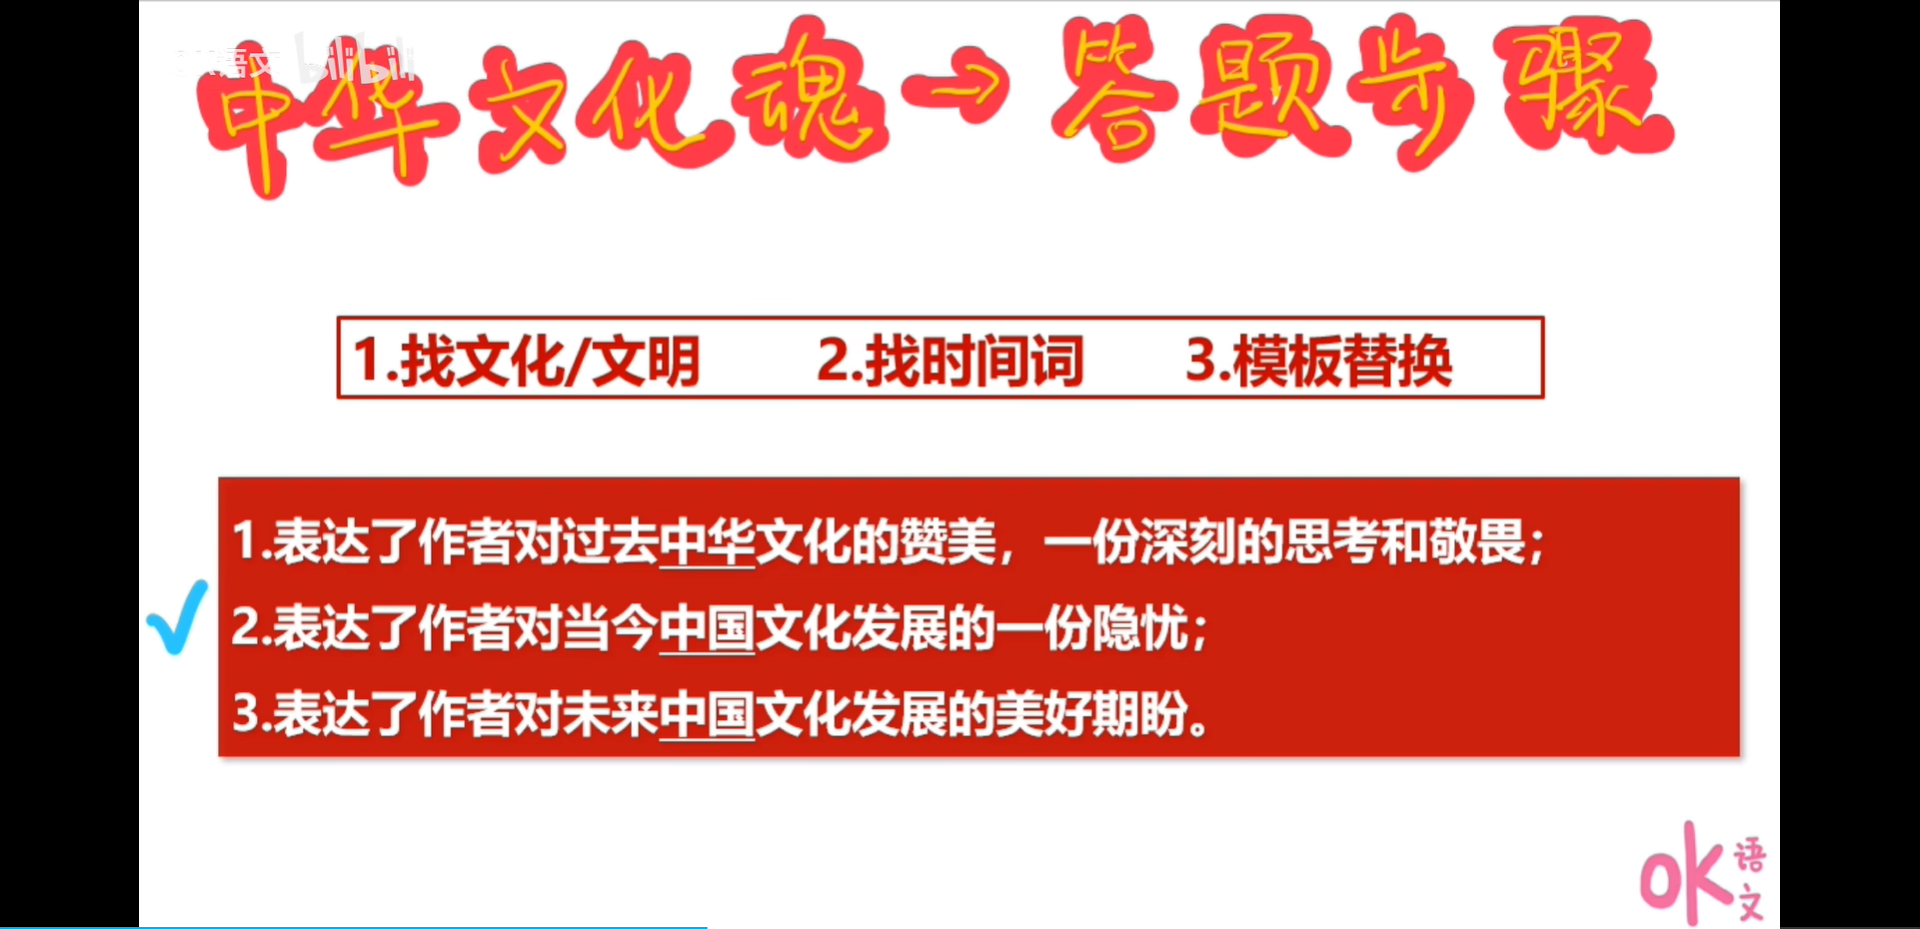 语文 bilibili
中华文化魂→答题步骤
1.找文化/文明 2.找时间词 3.模板替换
1.表达了作者对过去中华文化的赞美，一份深刻的思考和敬畏；
2.表达了作者对当今中国文化发展的一份隐忧；
3.表达了作者对未来中国文化发展的美好期盼。
ok语文